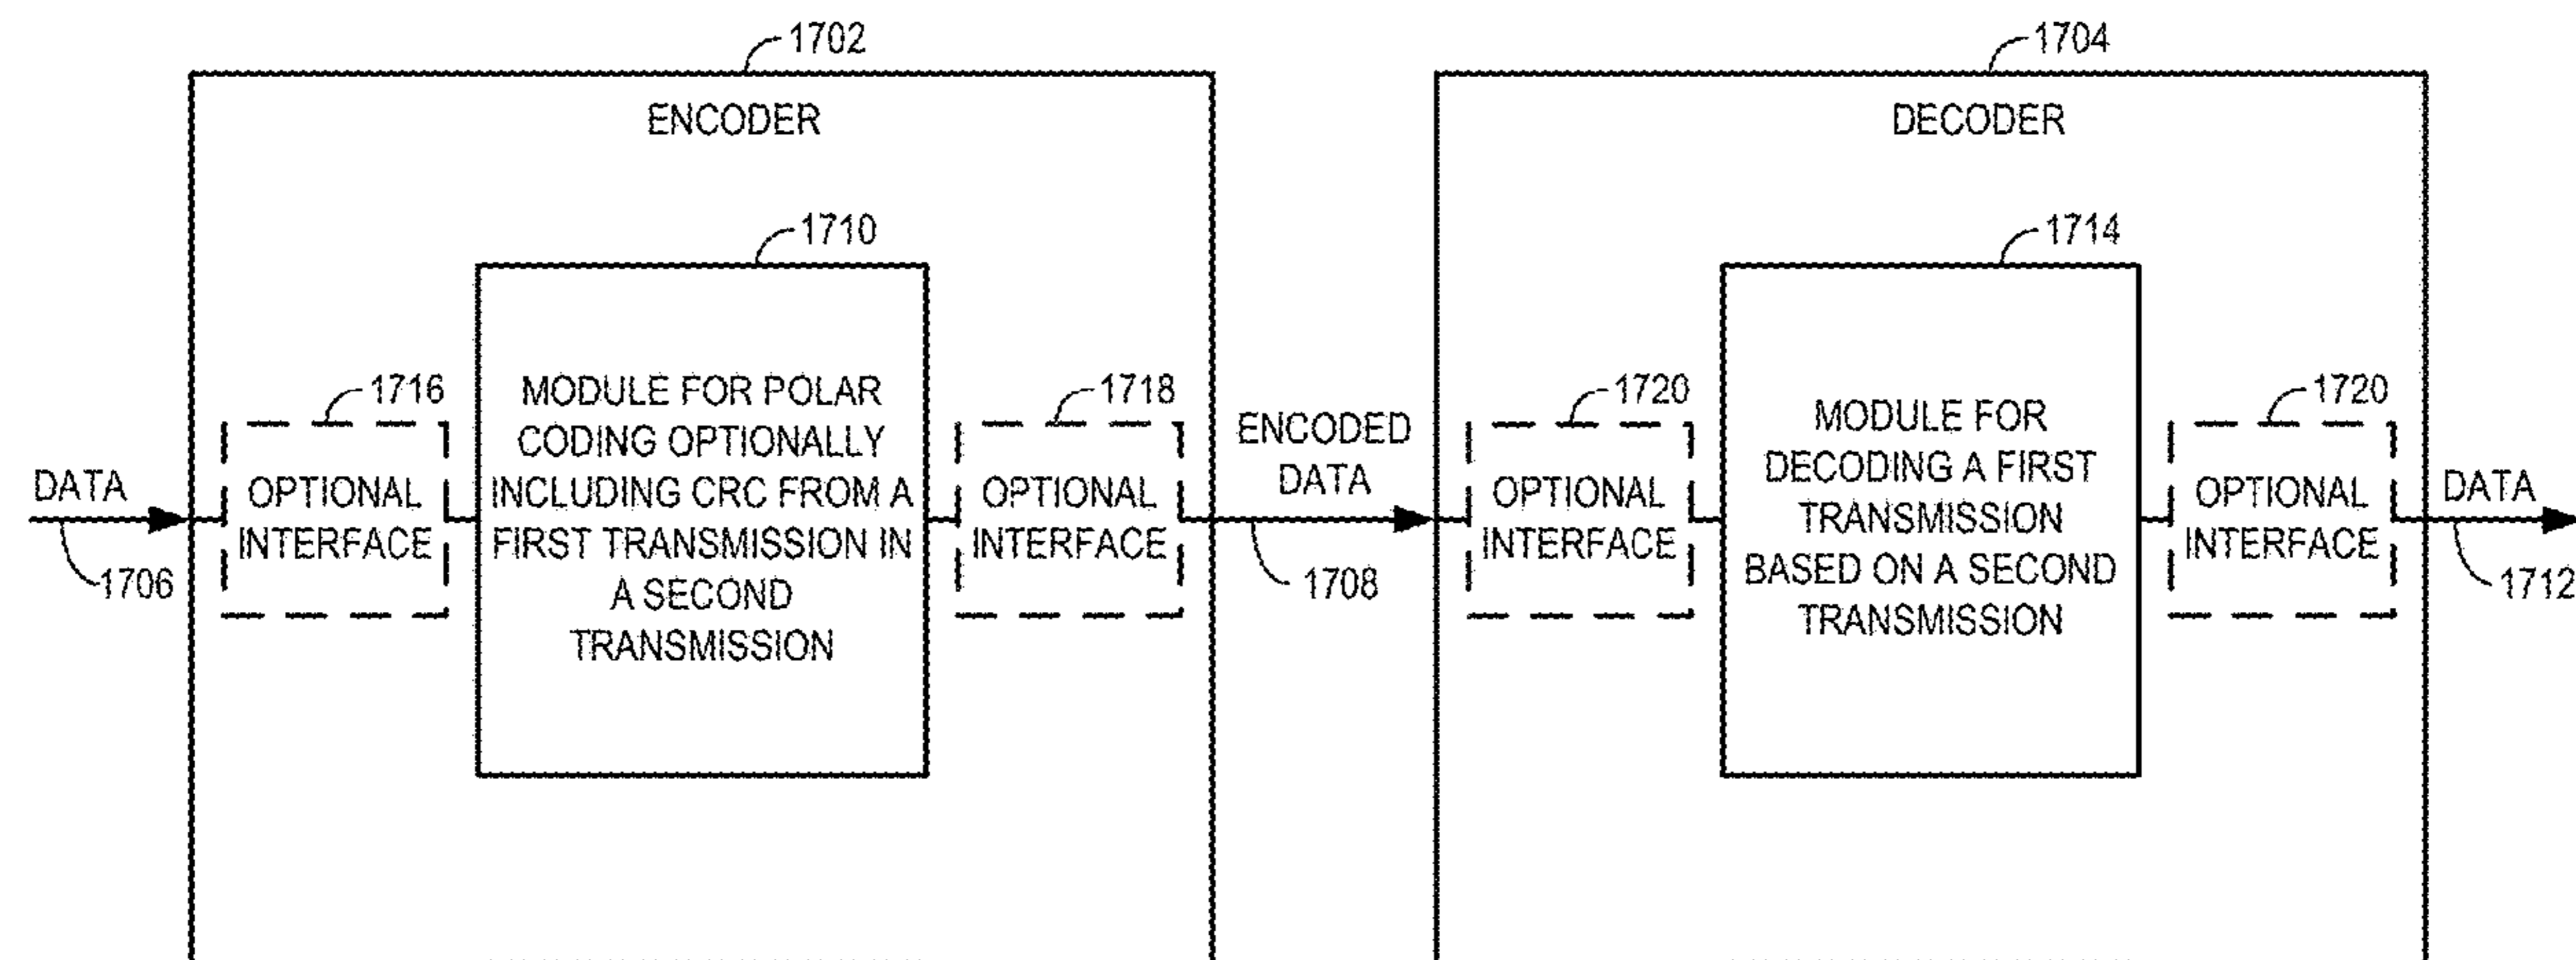 1702
1704
ENCODER
DECODER
1710
1714
1716
MODULE FOR POLAR
CODING OPTIONALLY
INCLUDING CRC FROM A
FIRST TRANSMISSION IN
A SECOND
TRANSMISSION
1718
1720
MODULE FOR
DECODING A FIRST
TRANSMISSION
BASED ON A SECOND
TRANSMISSION
1720
DATA
1706
OPTIONAL
INTERFACE
OPTIONAL
INTERFACE
ENCODED
DATA
1708
OPTIONAL
INTERFACE
OPTIONAL
INTERFACE
DATA
1712